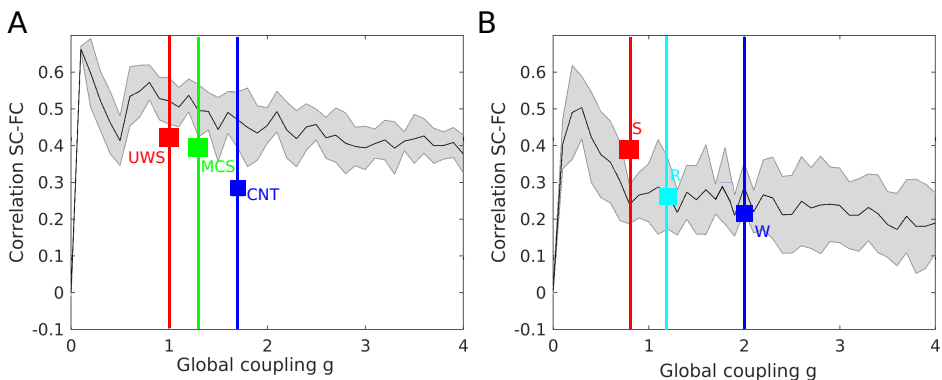 A
B
Correlation SC-FC
0.6
0.5
0.4
0.3
0.2
0.1
0
-0.1
UWS
MCS
CNT
0
1
2
3
4
Global coupling g
Correlation SC-FC
0.6
0.5
0.4
0.3
0.2
0.1
0
-0.1
S
R
W
0
1
2
3
4
Global coupling g